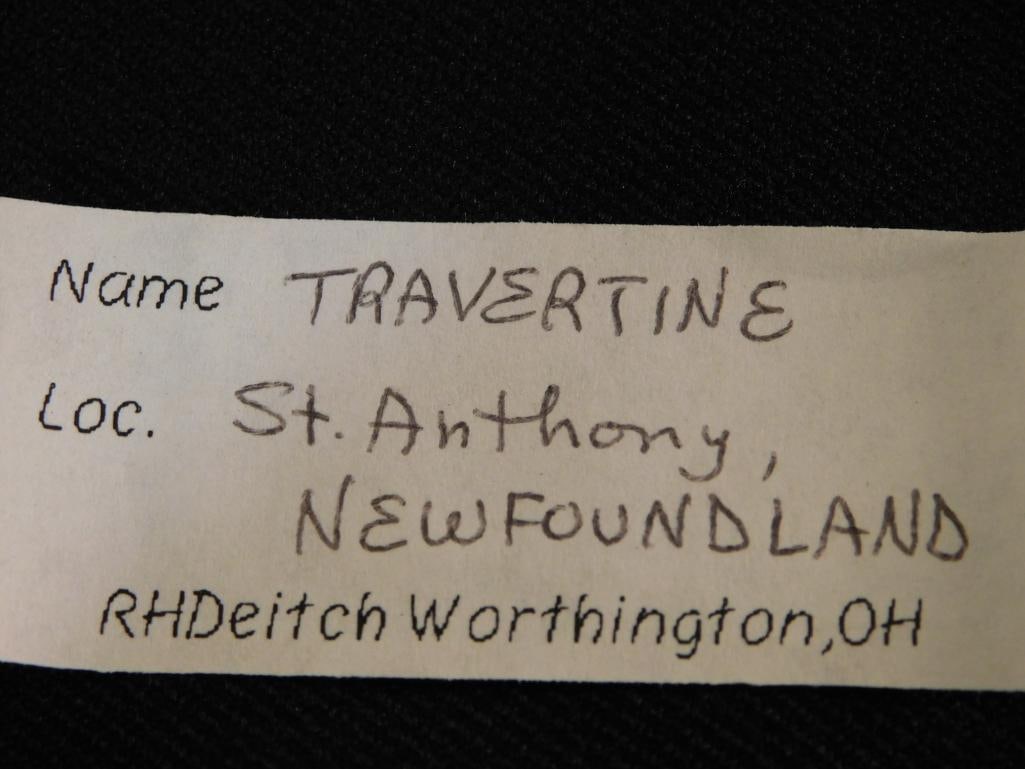 Name TRAVERTINE
Loc. St. Anthony,
NEWFOUNDLAND
RHDeitch Worthington,OH